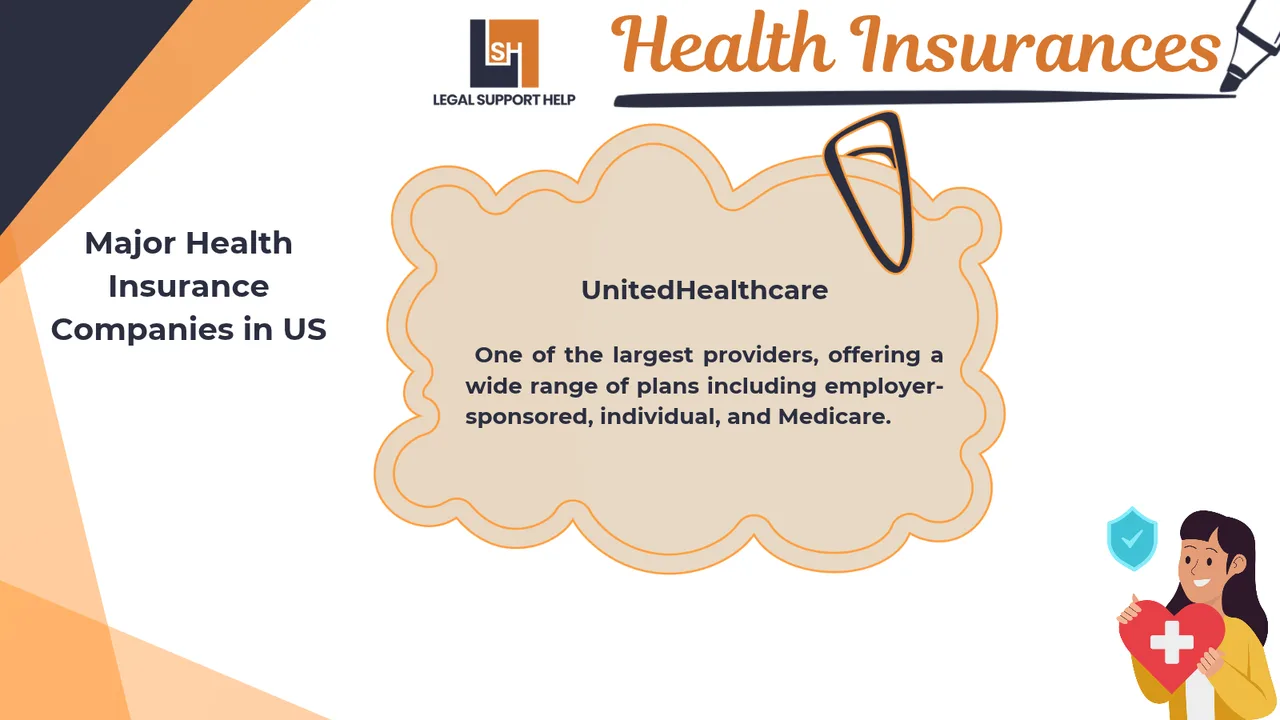 LSH
LEGAL SUPPORT HELP
Health Insurances
Major Health
Insurance
Companies in US
UnitedHealthcare
One of the largest providers, offering a
wide range of plans including employer-
sponsored, individual, and Medicare.